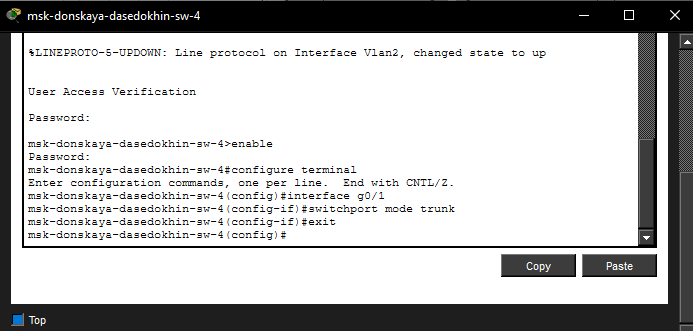 msk-donskaya-dasedokhin-sw-4
%LINEPROTO-5-UPDOWN: Line protocol on Interface Vlan2, changed state to up
User Access Verification
Password:
msk-donskaya-dasedokhin-sw-4>enable
Password:
msk-donskaya-dasedokhin-sw-4#configure terminal
Enter configuration commands, one per line.  End with CNTL/Z.
msk-donskaya-dasedokhin-sw-4(config)#interface g0/1
msk-donskaya-dasedokhin-sw-4(config-if)#switchport mode trunk
msk-donskaya-dasedokhin-sw-4(config-if)#exit
msk-donskaya-dasedokhin-sw-4(config)#
Copy Paste
Top